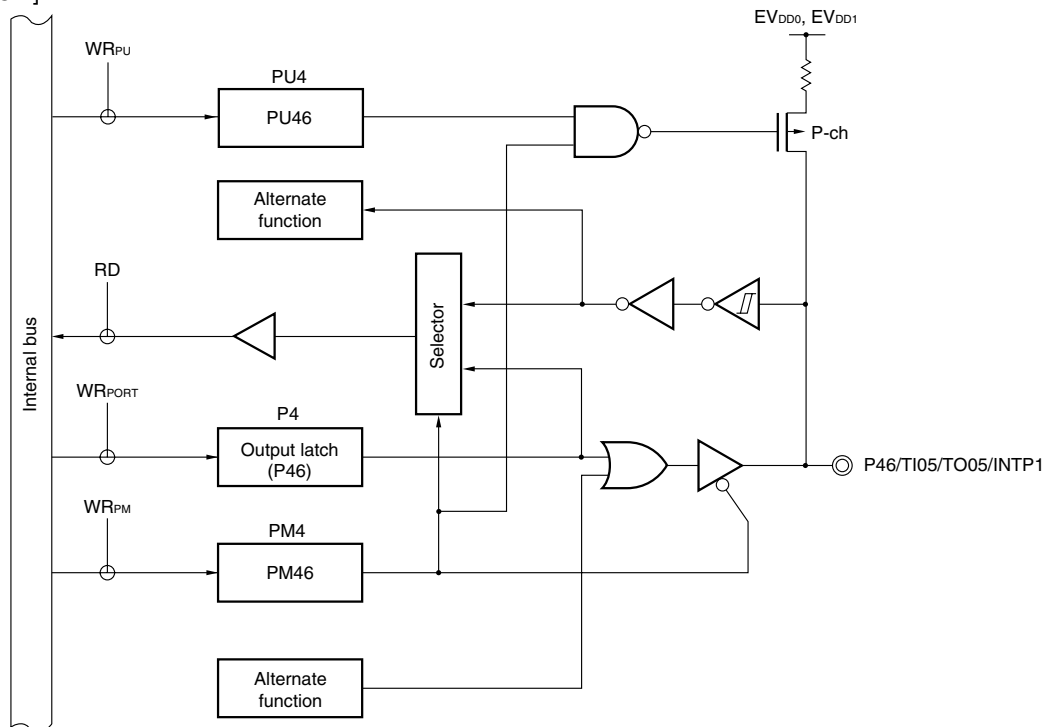 EVDD0, EVDD1
WRPU
PU4
PU46
P-ch
Alternate
function
RD
Selector
Internal bus
WRPORT
P4
Output latch
(P46)
P46/TI05/TO05/INTP1
WRPM
PM4
PM46
Alternate
function